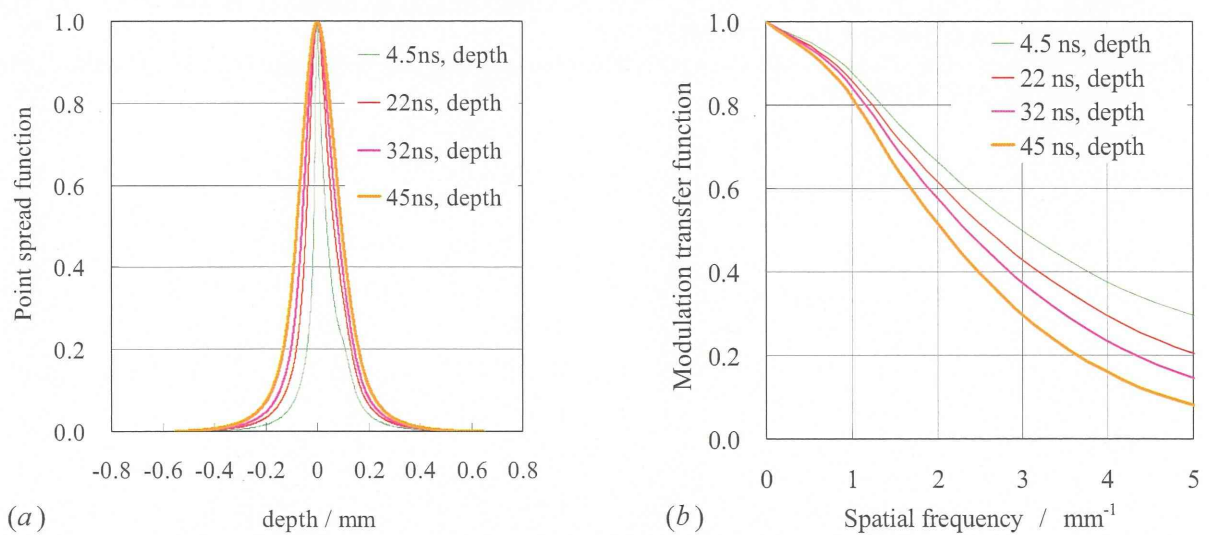 1.0
0.8
0.6
0.4
0.2
0.0
Point spread function
-0.8
-0.6
-0.4
-0.2
0
0.2
0.4
0.6
0.8
depth / mm
4.5ns, depth
22ns, depth
32ns, depth
45ns, depth
(a)
1.0
0.8
0.6
0.4
0.2
0.0
Modulation transfer function
0
1
2
3
4
5
Spatial frequency / mm⁻¹
4.5 ns, depth
22 ns, depth
32 ns, depth
45 ns, depth
(b)